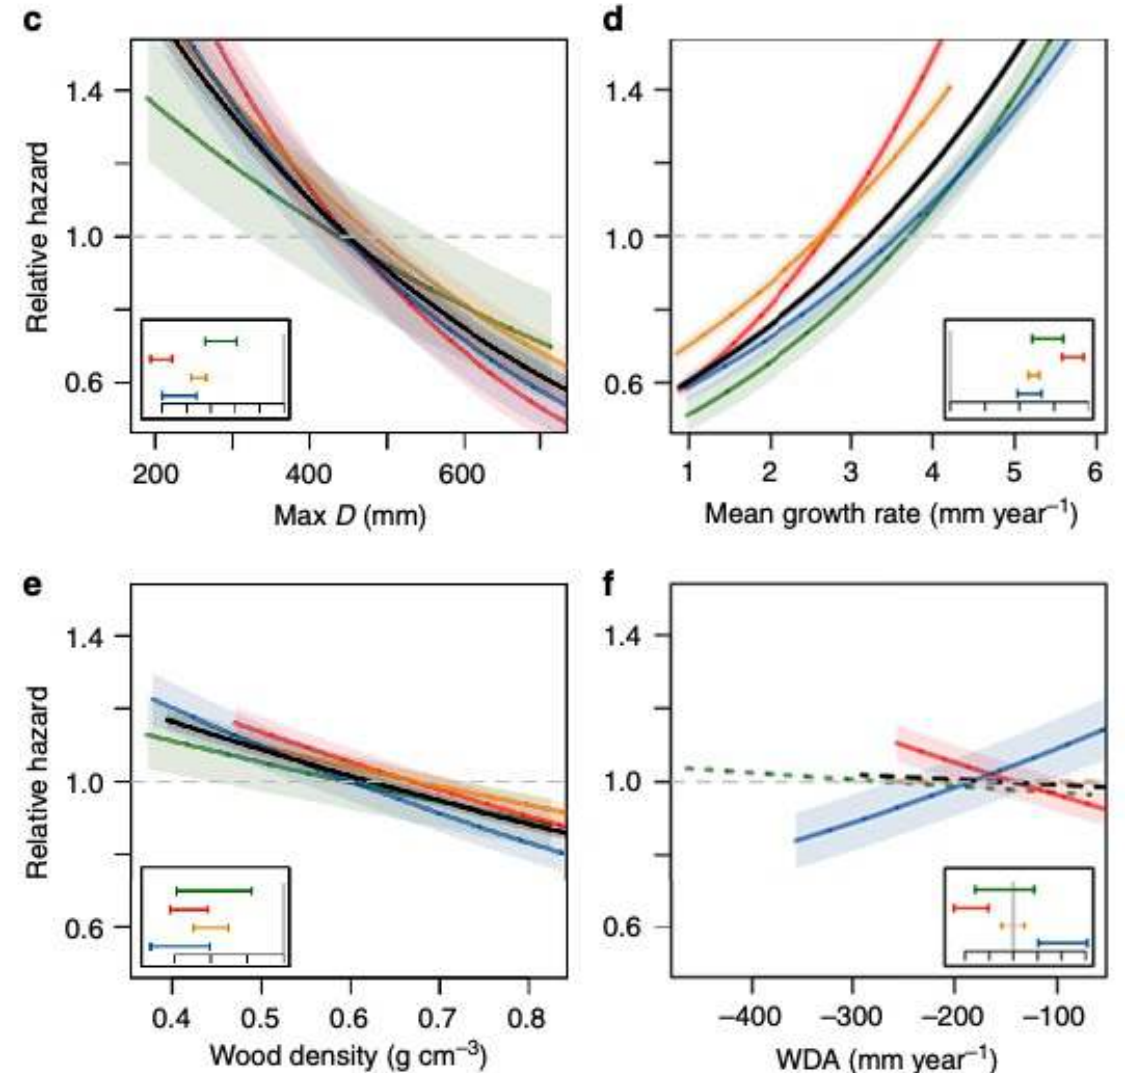 c
1.4
1.0
0.6
Relative hazard
200 400 600
Max D (mm)
d
1.4
1.0
0.6
1 2 3 4 5 6
Mean growth rate (mm year⁻¹)
e
1.4
1.0
0.6
Relative hazard
0.4 0.5 0.6 0.7 0.8
Wood density (g cm⁻³)
f
1.4
1.0
0.6
−400 −300 −200 −100
WDA (mm year⁻¹)